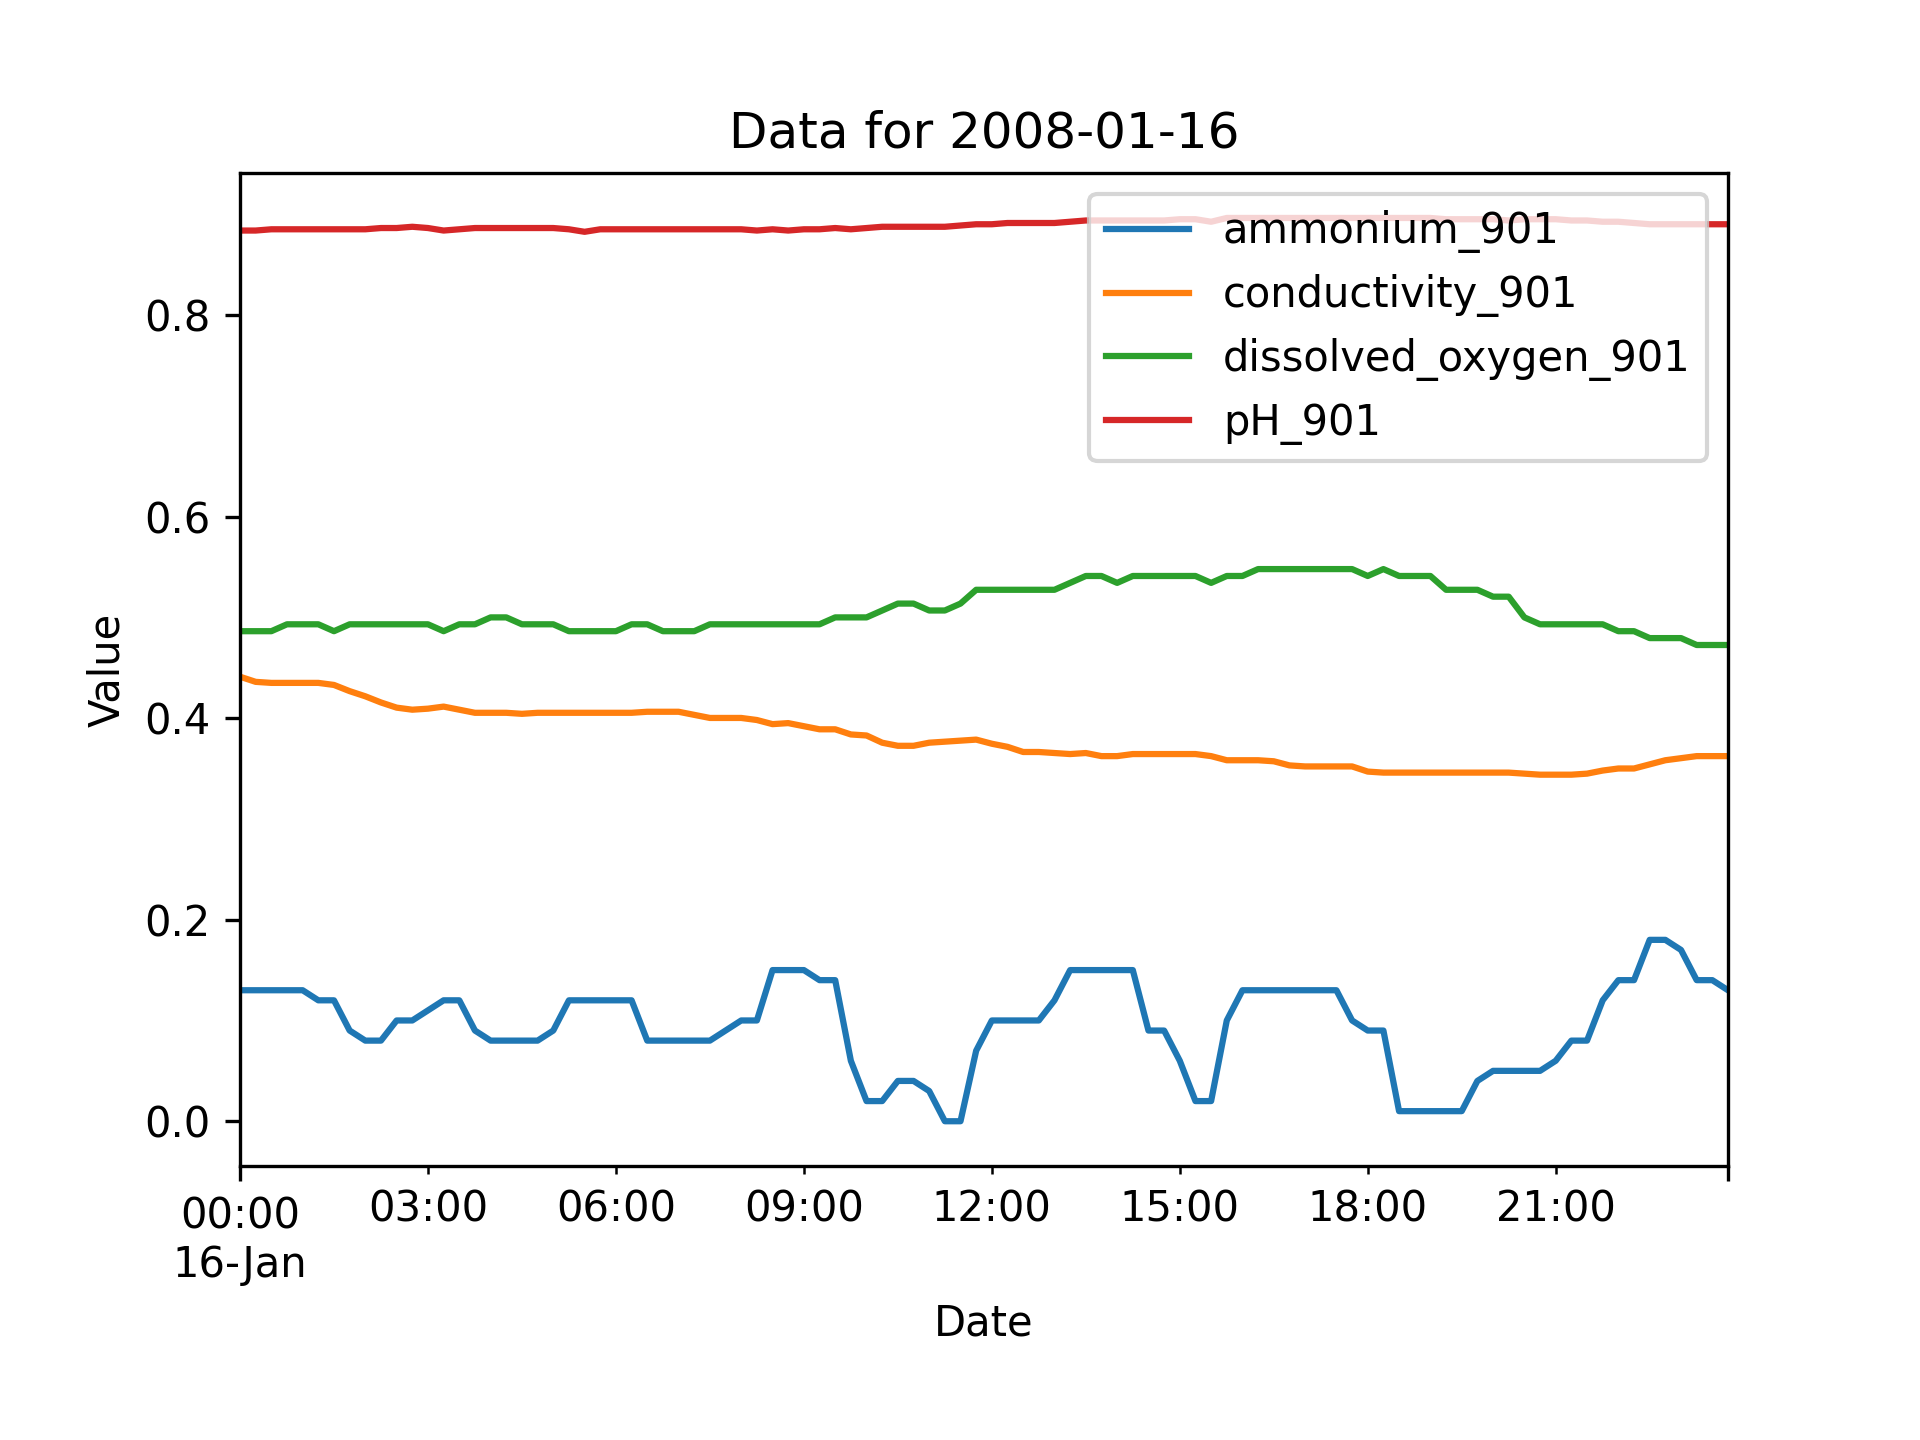 Data for 2008-01-16
ammonium_901
conductivity_901
dissolved_oxygen_901
pH_901
0.8
0.6
0.4
0.2
0.0
Value
00:00 03:00 06:00 09:00 12:00 15:00 18:00 21:00
16-Jan
Date